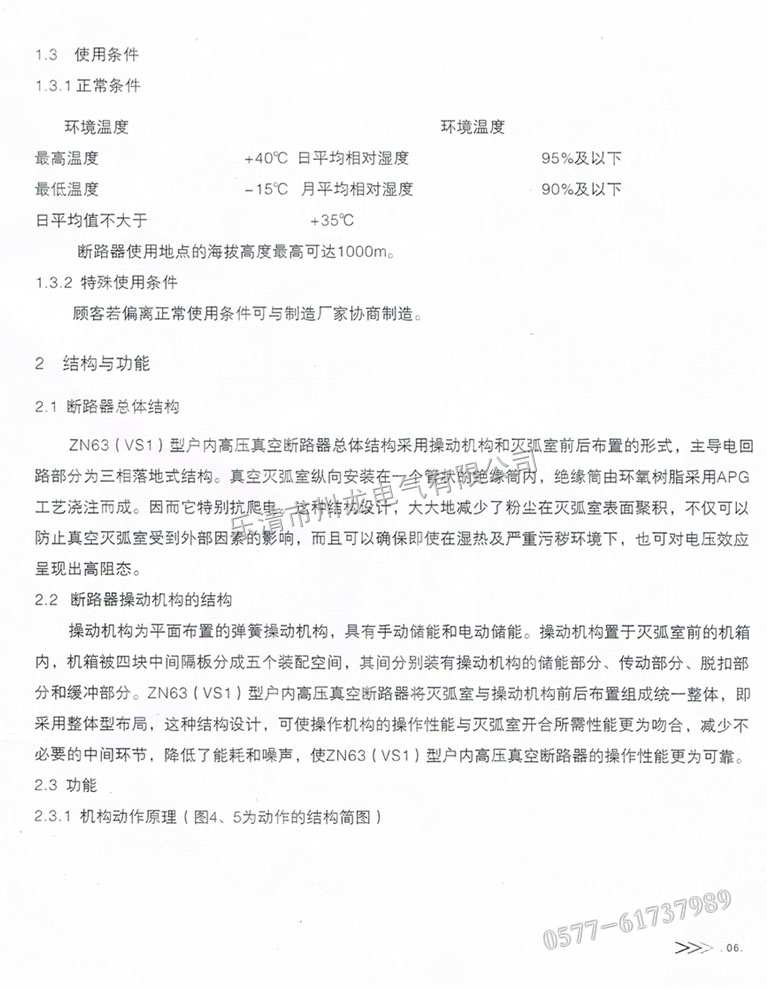 1.3 使用条件
1.3.1 正常条件
环境温度 环境温度
最高温度 +40℃ 日平均相对湿度 95%及以下
最低温度 -15℃ 月平均相对湿度 90%及以下
日平均值不大于 +35℃
断路器使用地点的海拔高度最高可达1000m。
1.3.2 特殊使用条件
顾客若偏离正常使用条件可与制造厂家协商制造。
2 结构与功能
2.1 断路器总体结构
ZN63（VS1）型户内高压真空断路器总体结构采用操动机构和灭弧室前后布置的形式，主导电回
路部分为三相落地式结构。真空灭弧室纵向安装在一个管状的绝缘筒内，绝缘筒由环氧树脂采用APG
工艺浇注而成。因而它特别抗爬电。这种结构设计，大大地减少了粉尘在灭弧室表面聚积，不仅可以
防止真空灭弧室受到外部因素的影响，而且可以确保即使在湿热及严重污秽环境下，也可对电压效应
呈现出高阻态。
2.2 断路器操动机构的结构
操动机构为平面布置的弹簧操动机构，具有手动储能和电动储能。操动机构置于灭弧室前的机箱
内，机箱被四块中间隔板分成五个装配空间，其间分别装有操动机构的储能部分、传动部分、脱扣部
分和缓冲部分。ZN63（VS1）型户内高压真空断路器将灭弧室与操动机构前后布置组成统一整体，即
采用整体型布局，这种结构设计，可使操作机构的操作性能与灭弧室开合所需性能更为吻合，减少不
必要的中间环节，降低了能耗和噪声，使ZN63（VS1）型户内高压真空断路器的操作性能更为可靠。
2.3 功能
2.3.1 机构动作原理（图4、5为动作的结构简图）
乐清市州龙电气有限公司
0577-61737989
.06.